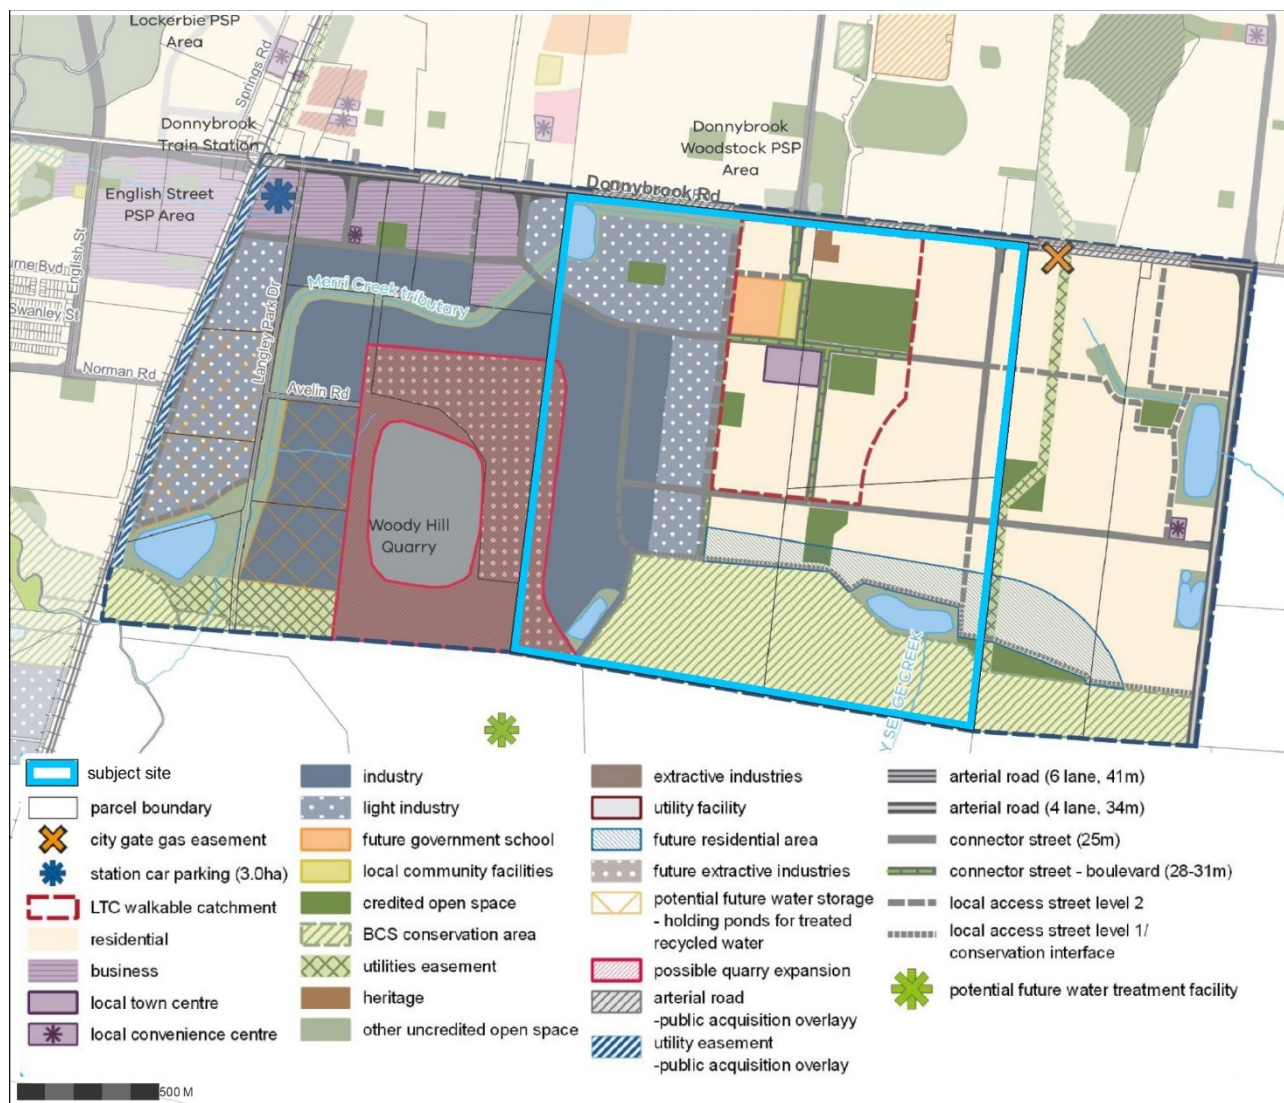 Lockerbie PSP
Area
Springs Rd
Donnybrook
Train Station
Donnybrook
Woodstock PSP
Area
Donnybrook Rd
English Street
PSP Area
English St
urne Bvd
Swanley St
Norman Rd
Langley Park Dr
Merri Creek tributory
Avelin Rd
Woody Hill
Quarry
Y SEDGE CREEK
subject site
parcel boundary
city gate gas easement
station car parking (3.0ha)
LTC walkable catchment
residential
business
local town centre
local convenience centre
industry
light industry
future government school
local community facilities
credited open space
BCS conservation area
utilities easement
heritage
other uncredited open space
extractive industries
utility facility
future residential area
future extractive industries
potential future water storage
- holding ponds for treated
recycled water
possible quarry expansion
arterial road
-public acquisition overlayy
utility easement
-public acquisition overlay
arterial road (6 lane, 41m)
arterial road (4 lane, 34m)
connector street (25m)
connector street - boulevard (28-31m)
local access street level 2
local access street level 1/
conservation interface
potential future water treatment facility
500 M